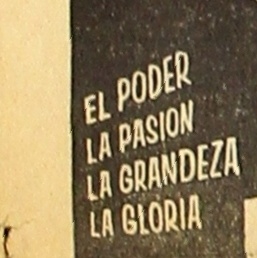 EL PODER
LA PASION
LA GRANDEZA
LA GLORIA